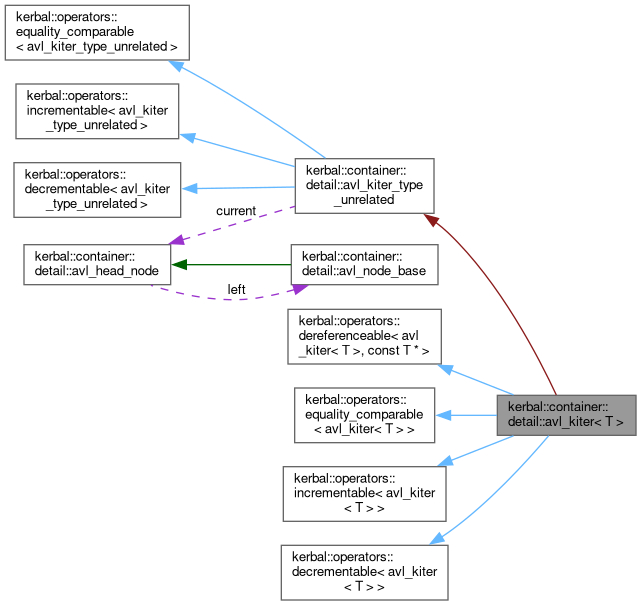 kerbal::operators::
equality_comparable
< avl_kiter_type_unrelated >
kerbal::operators::
incrementable< avl_kiter
_type_unrelated >
kerbal::operators::
decrementable< avl_kiter
_type_unrelated >
kerbal::container::
detail::avl_kiter_type
_unrelated
current
kerbal::container::
detail::avl_head_node
kerbal::container::
detail::avl_node_base
left
kerbal::operators::
dereferenceable< avl
_kiter< T >, const T * >
kerbal::operators::
equality_comparable
< avl_kiter< T > >
kerbal::container::
detail::avl_kiter< T >
kerbal::operators::
incrementable< avl_kiter
< T > >
kerbal::operators::
decrementable< avl_kiter
< T > >